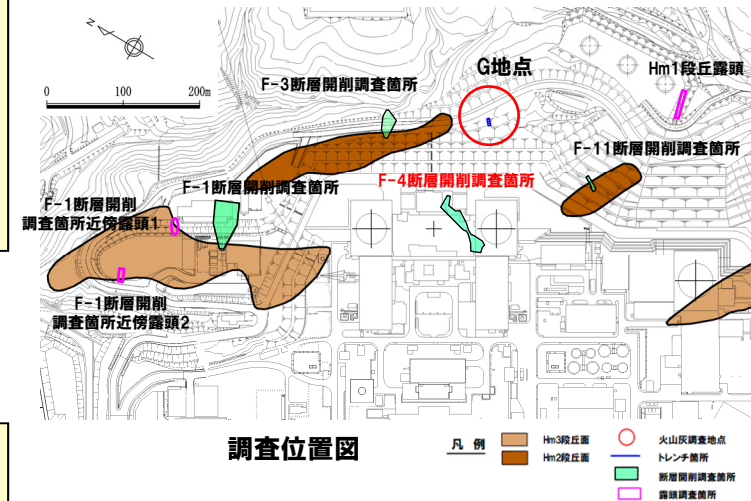 N
0 100 200m
G地点
Hm1段丘露頭
F-3断層開削調査箇所
F-11断層開削調査箇所
F-1断層開削調査箇所
F-4断層開削調査箇所
F-1断層開削
調査箇所近傍露頭1
F-1断層開削
調査箇所近傍露頭2
調査位置図
凡 例
Hm3段丘面
Hm2段丘面
火山灰調査地点
トレンチ箇所
断層開削調査箇所
露頭調査箇所